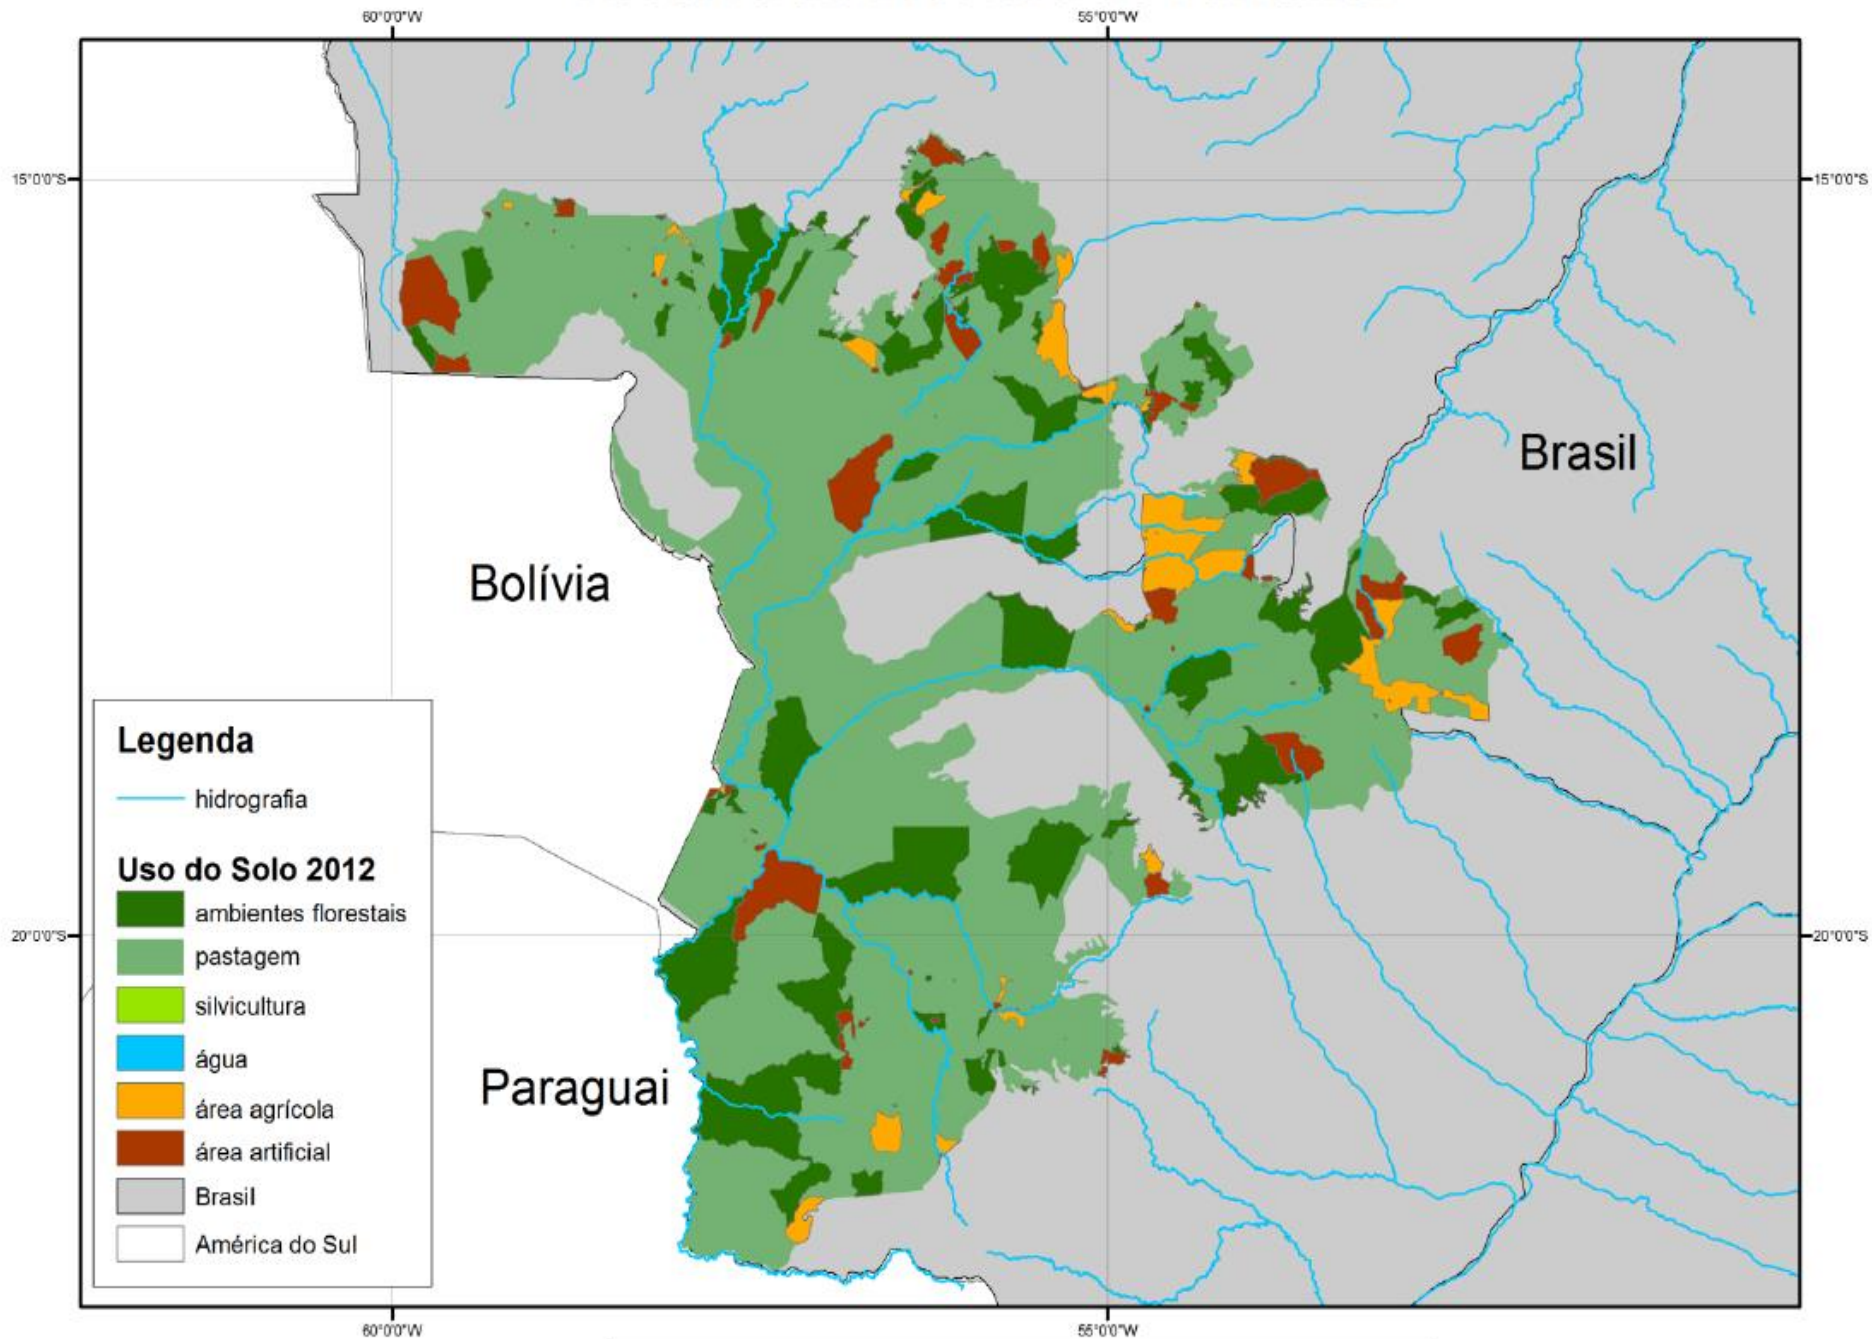 60°0'0"W
55°0'0"W
15°0'0"S
15°0'0"S
Brasil
Bolívia
Legenda
hidrografia
Uso do Solo 2012
ambientes florestais
pastagem
silvicultura
água
área agrícola
área artificial
Brasil
América do Sul
Paraguai
20°0'0"S
20°0'0"S
60°0'0"W
55°0'0"W